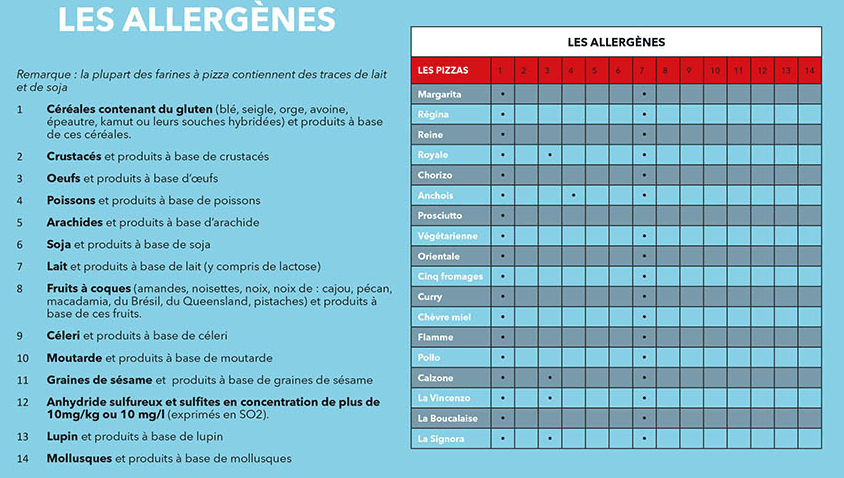 LES ALLERGÈNES
Remarque : la plupart des farines à pizza contiennent des traces de lait
et de soja
1 Céréales contenant du gluten (blé, seigle, orge, avoine,
épeautre, kamut ou leurs souches hybridées) et produits à base
de ces céréales.
2 Crustacés et produits à base de crustacés
3 Oeufs et produits à base d’œufs
4 Poissons et produits à base de poissons
5 Arachides et produits à base d’arachide
6 Soja et produits à base de soja
7 Lait et produits à base de lait (y compris de lactose)
8 Fruits à coques (amandes, noisettes, noix, noix de : cajou, pécan,
macadamia, du Brésil, du Queensland, pistaches) et produits à
base de ces fruits.
9 Céleri et produits à base de céleri
10 Moutarde et produits à base de moutarde
11 Graines de sésame et produits à base de graines de sésame
12 Anhydride sulfureux et sulfites en concentration de plus de
10mg/kg ou 10 mg/l (exprimés en SO2).
13 Lupin et produits à base de lupin
14 Mollusques et produits à base de mollusques
LES ALLERGÈNES
LES PIZZAS 1 2 3 4 5 6 7 8 9 10 11 12 13 14
Margarita • •
Régina • •
Reine • •
Royale • • •
Chorizo • •
Anchois • • •
Prosciutto •
Végétarienne • •
Orientale • •
Cinq fromages • •
Curry • •
Chèvre miel • •
Flamme • •
Pollo • •
Calzone • • •
La Vincenzo • • •
La Boucalaise • •
La Signora • • •